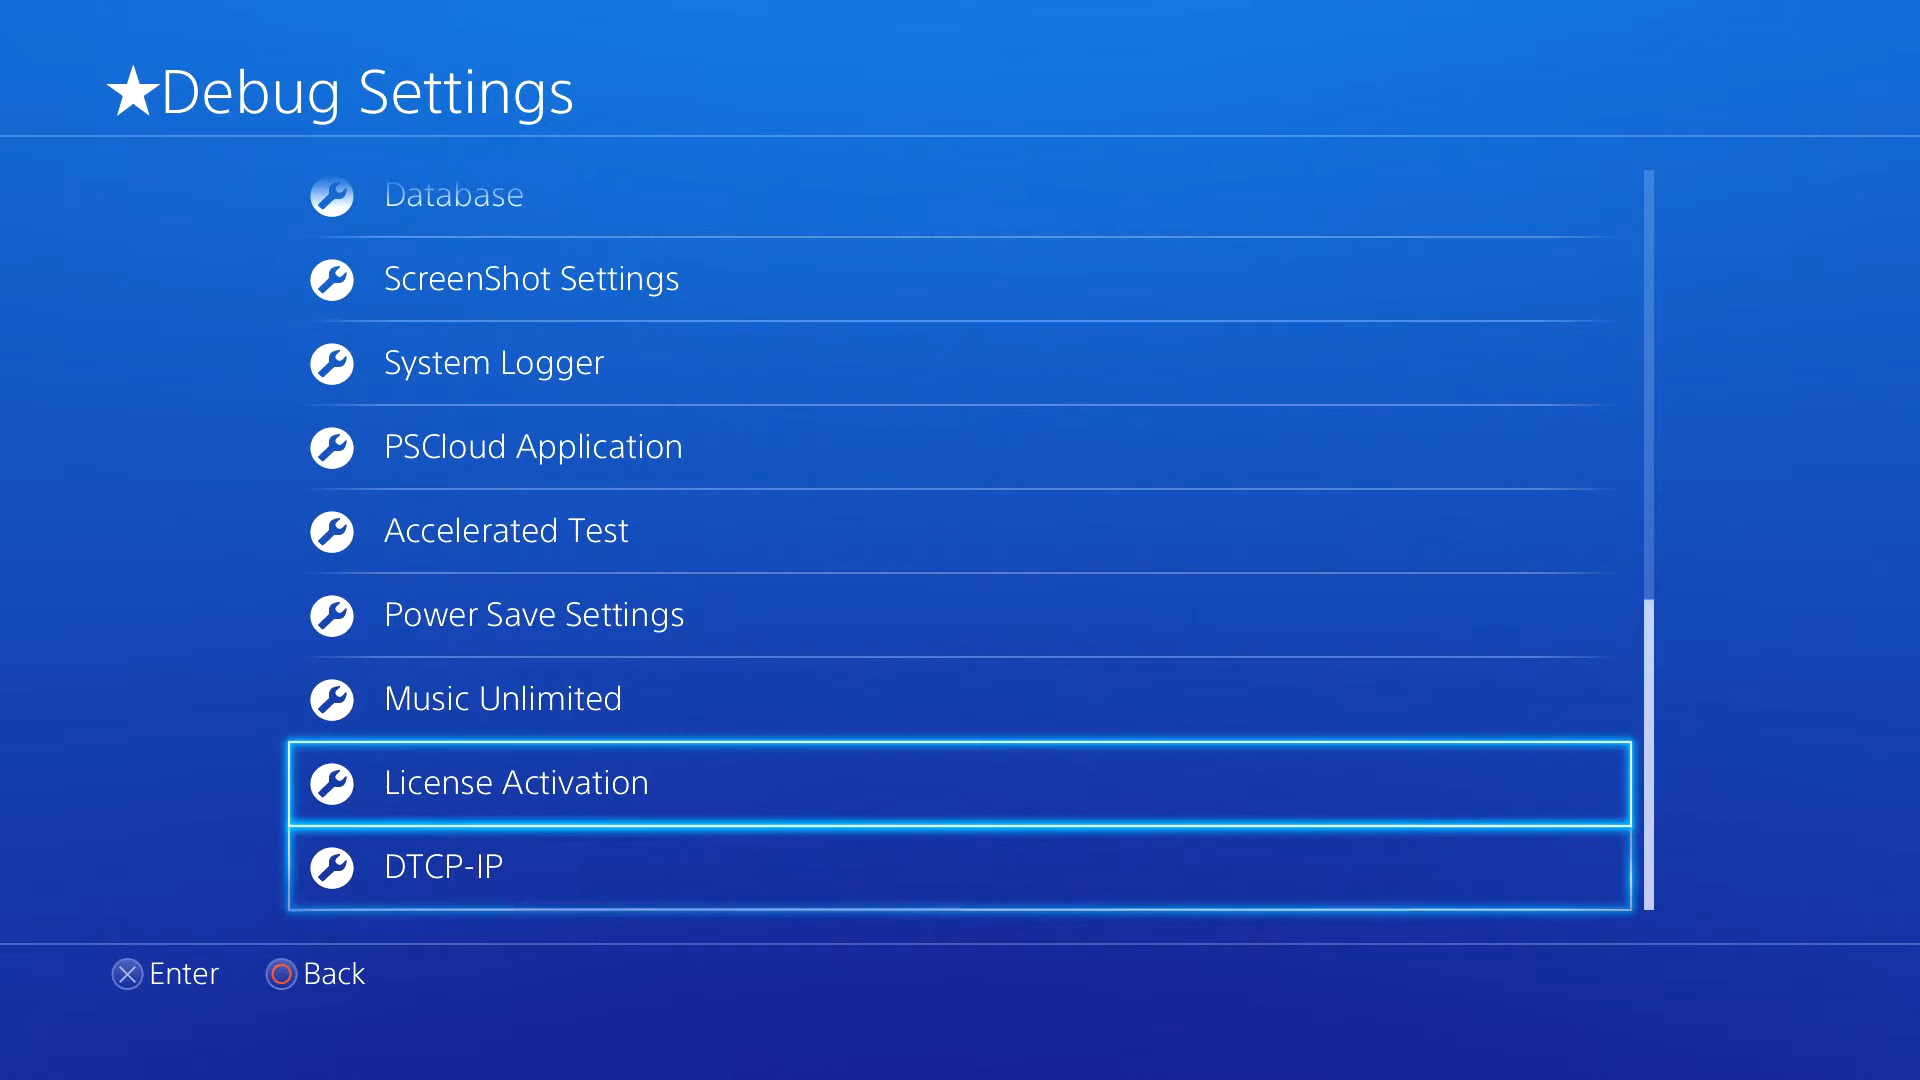 ★Debug Settings
Database
ScreenShot Settings
System Logger
PSCloud Application
Accelerated Test
Power Save Settings
Music Unlimited
License Activation
DTCP-IP
Enter Back